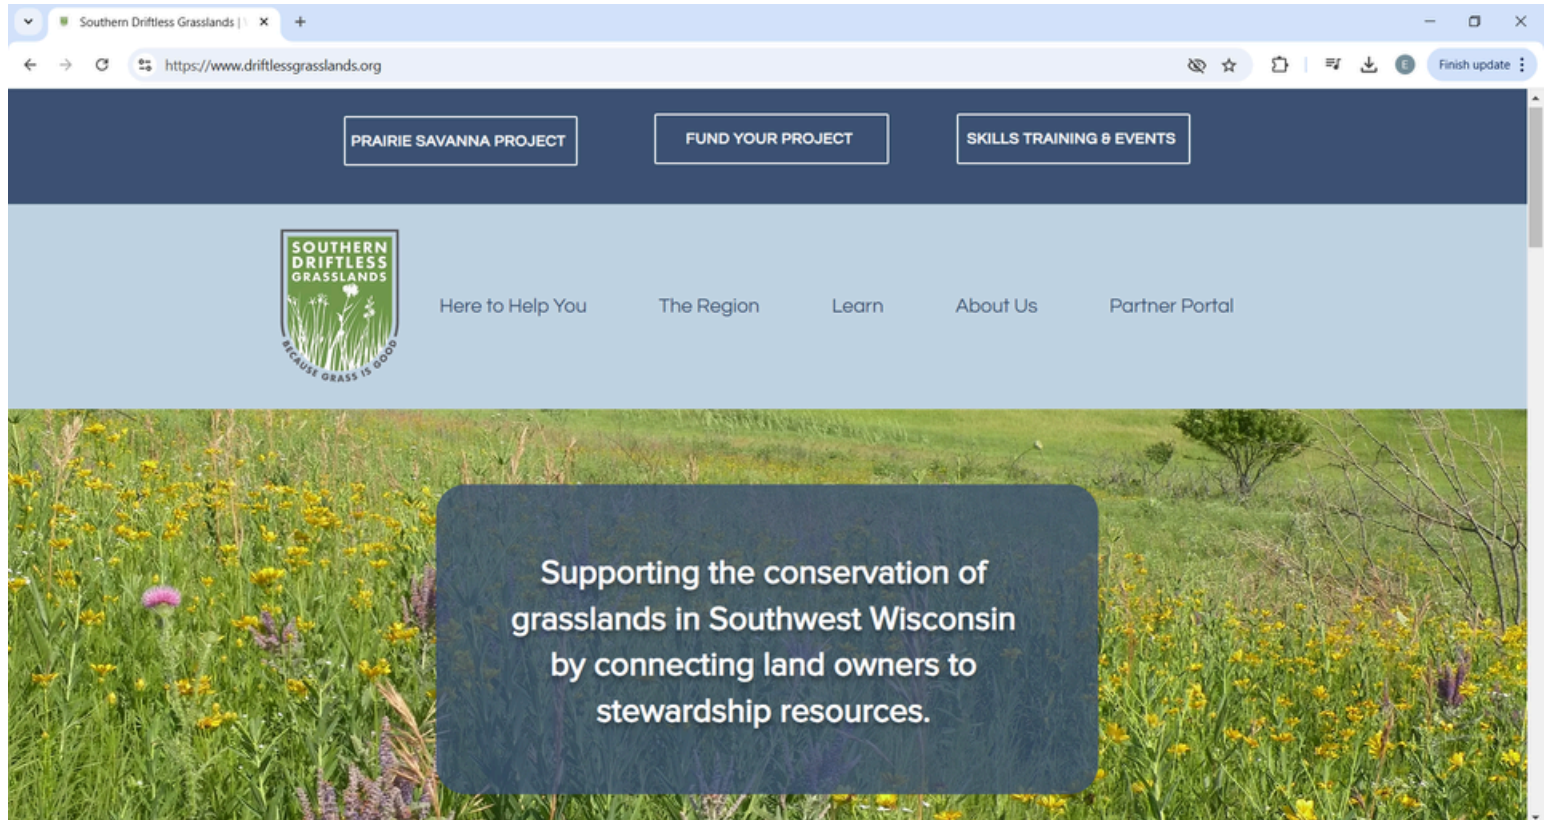 Southern Driftless Grasslands |
https://www.driftlessgrasslands.org
E
Finish update
PRAIRIE SAVANNA PROJECT
FUND YOUR PROJECT
SKILLS TRAINING & EVENTS
SOUTHERN
DRIFTLESS
GRASSLANDS
BECAUSE GRASS IS GOOD
Here to Help You
The Region
Learn
About Us
Partner Portal
Supporting the conservation of
grasslands in Southwest Wisconsin
by connecting land owners to
stewardship resources.